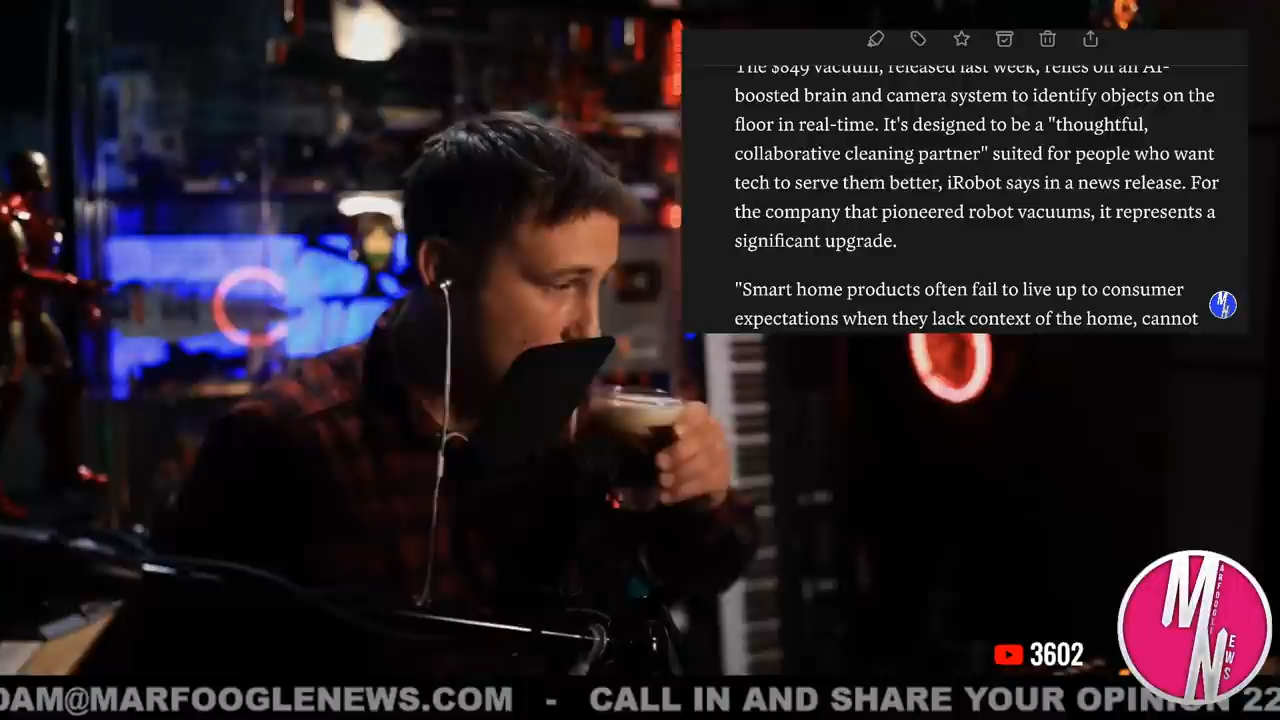 The $849 vacuum, released last week, relies on an AI-
boosted brain and camera system to identify objects on the
floor in real-time. It's designed to be a "thoughtful,
collaborative cleaning partner" suited for people who want
tech to serve them better, iRobot says in a news release. For
the company that pioneered robot vacuums, it represents a
significant upgrade.
"Smart home products often fail to live up to consumer
expectations when they lack context of the home, cannot
MN
3602
MARFOOGLE
NEWS
DAM@MARFOOGLENEWS.COM - CALL IN AND SHARE YOUR OPINION 22